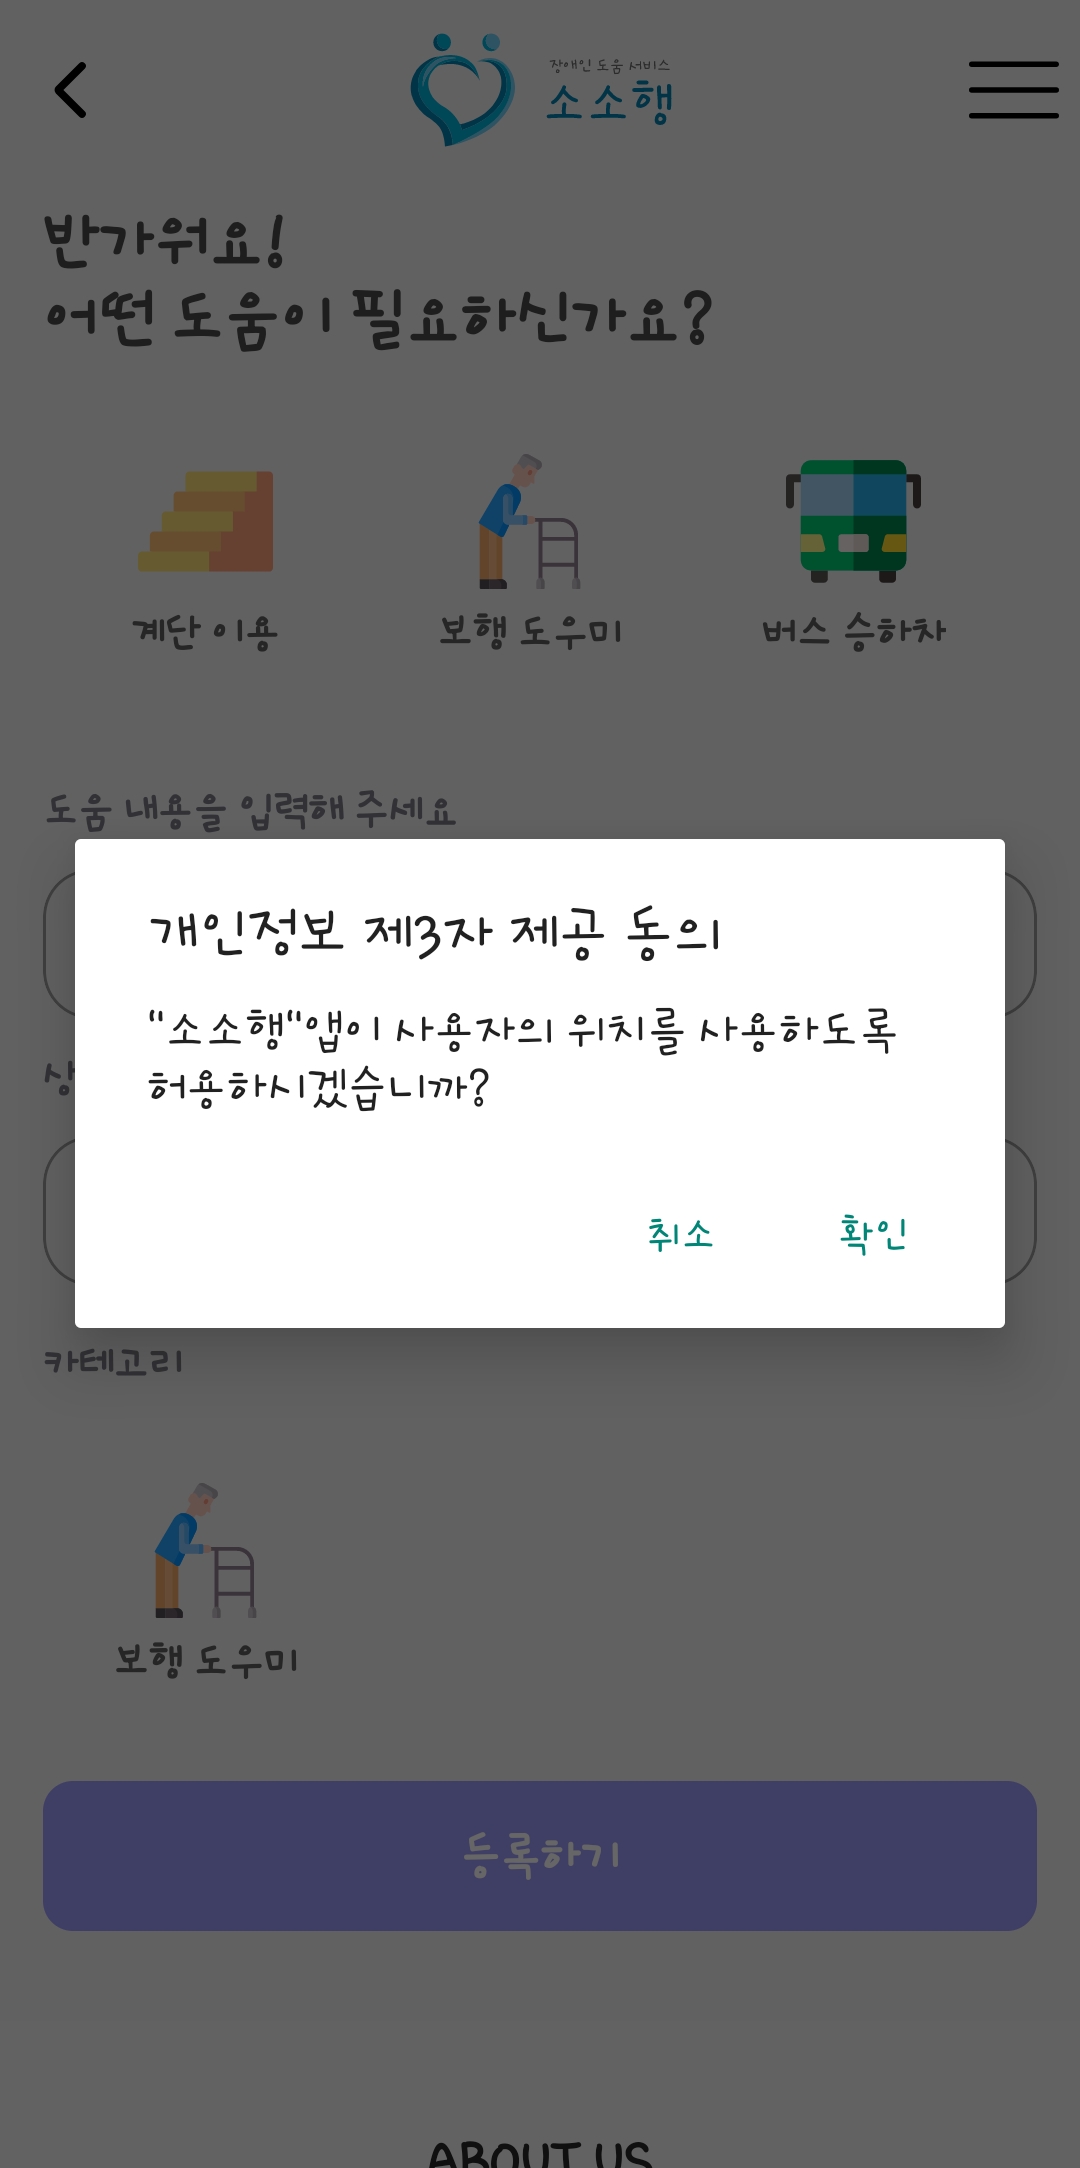 장애인 도움 서비스
소소행
반가워요!
어떤 도움이 필요하신가요?
계단 이용
보행 도우미
버스 승하차
도움 내용을 입력해 주세요
개인정보 제3자 제공 동의
"소소행"앱이 사용자의 위치를 사용하도록
허용하시겠습니까?
상
취소
확인
카테고리
보행 도우미
등록하기
ABOUT US